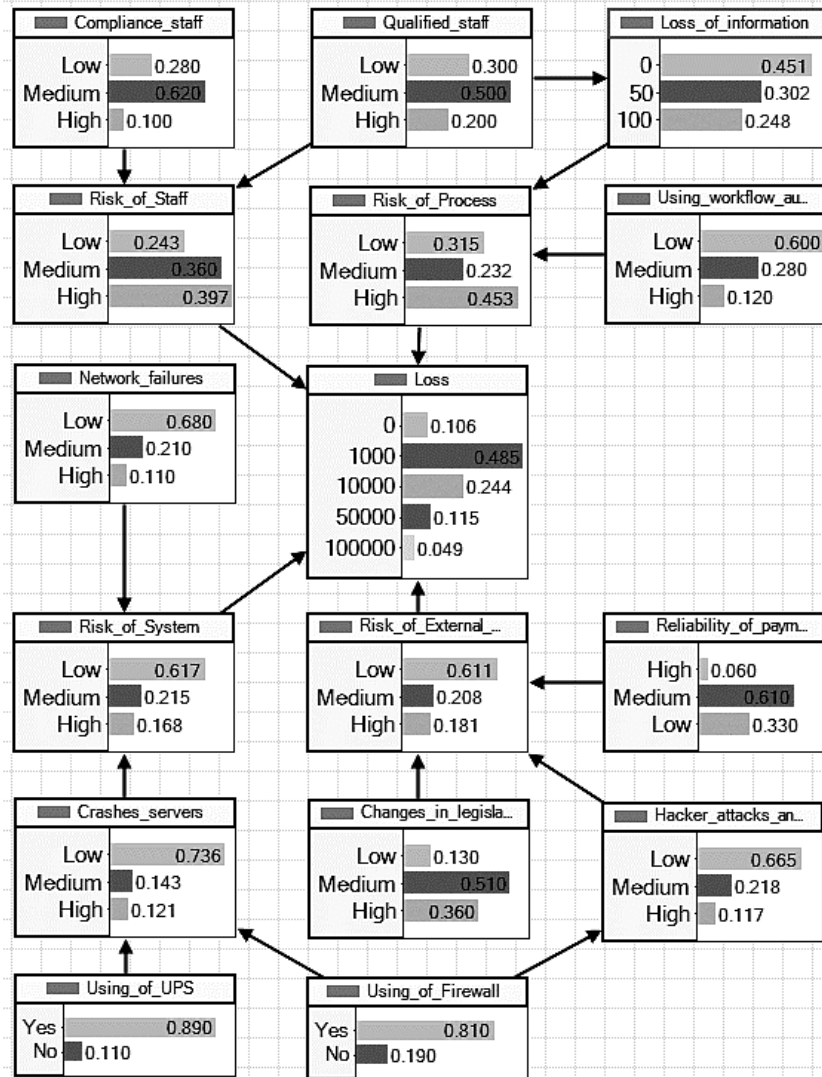 Compliance_staff
Low 0.280
Medium 0.620
High 0.100
Qualified_staff
Low 0.300
Medium 0.500
High 0.200
Loss_of_information
0 0.451
50 0.302
100 0.248
Risk_of_Staff
Low 0.243
Medium 0.360
High 0.397
Risk_of_Process
Low 0.315
Medium 0.232
High 0.453
Using_workflow_au...
Low 0.600
Medium 0.280
High 0.120
Network_failures
Low 0.680
Medium 0.210
High 0.110
Loss
0 0.106
1000 0.485
10000 0.244
50000 0.115
100000 0.049
Risk_of_System
Low 0.617
Medium 0.215
High 0.168
Risk_of_External_...
Low 0.611
Medium 0.208
High 0.181
Reliability_of_paym...
High 0.060
Medium 0.610
Low 0.330
Crashes_servers
Low 0.736
Medium 0.143
High 0.121
Changes_in_legisla...
Low 0.130
Medium 0.510
High 0.360
Hacker_attacks_an...
Low 0.665
Medium 0.218
High 0.117
Using_of_UPS
Yes 0.890
No 0.110
Using_of_Firewall
Yes 0.810
No 0.190